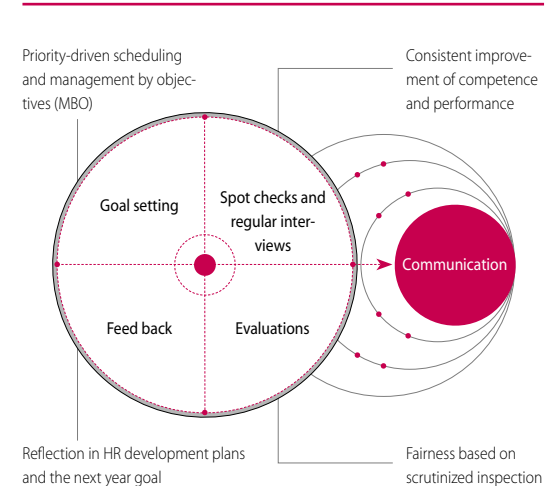 Priority-driven scheduling
and management by objec-
tives (MBO)
Consistent improve-
ment of competence
and performance
Goal setting
Spot checks and
regular inter-
views
Communication
Feed back
Evaluations
Reflection in HR development plans
and the next year goal
Fairness based on
scrutinized inspection